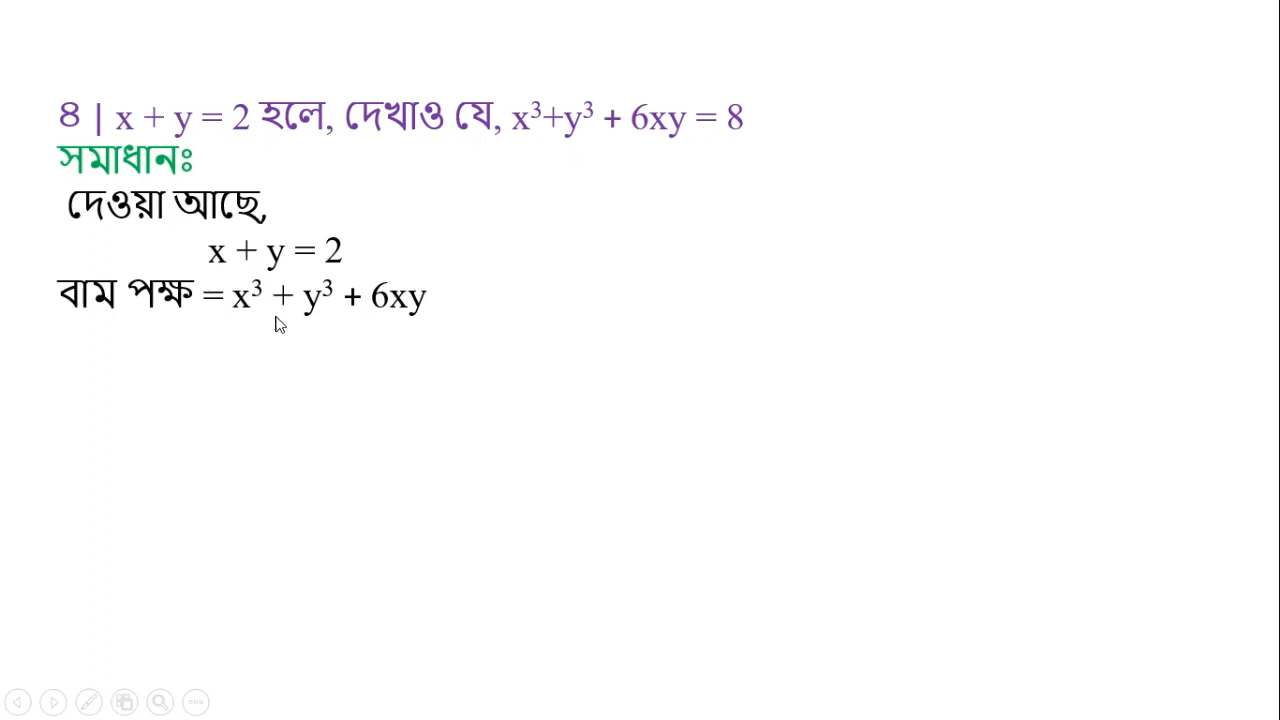 ৪ | x + y = 2 হলে, দেখাও যে, x³+y³ + 6xy = 8
সমাধানঃ
দেওয়া আছে,
x + y = 2
বাম পক্ষ = x³ + y³ + 6xy